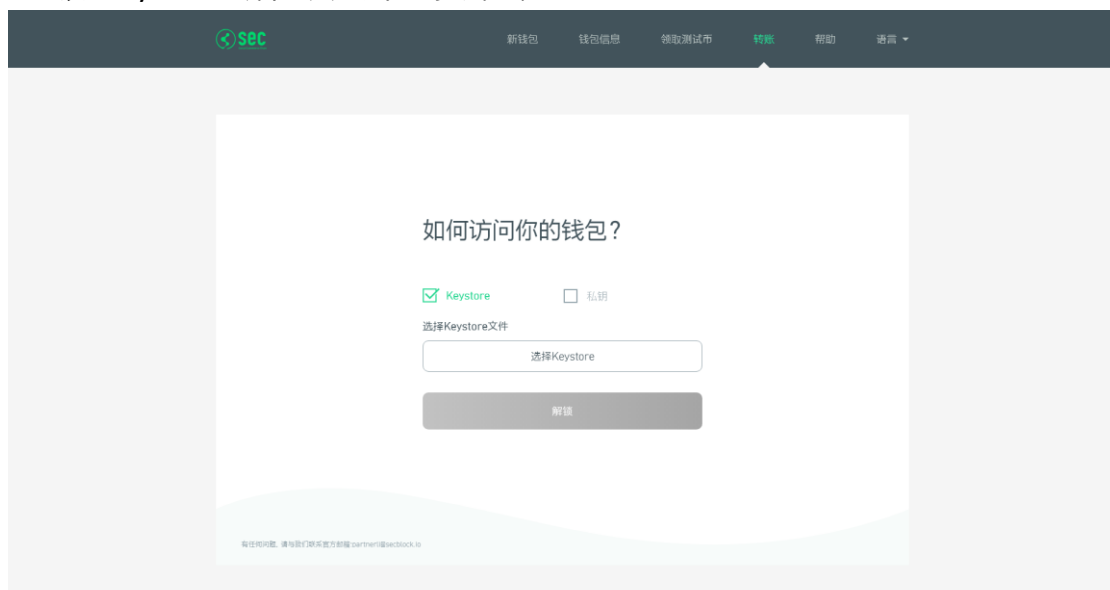 sec
新钱包 钱包信息 领取测试币 转账 帮助 语言
如何访问你的钱包?
Keystore 私钥
选择Keystore文件
选择Keystore
解锁
有任何问题, 请与我们联系官方邮箱:partner@secblock.io